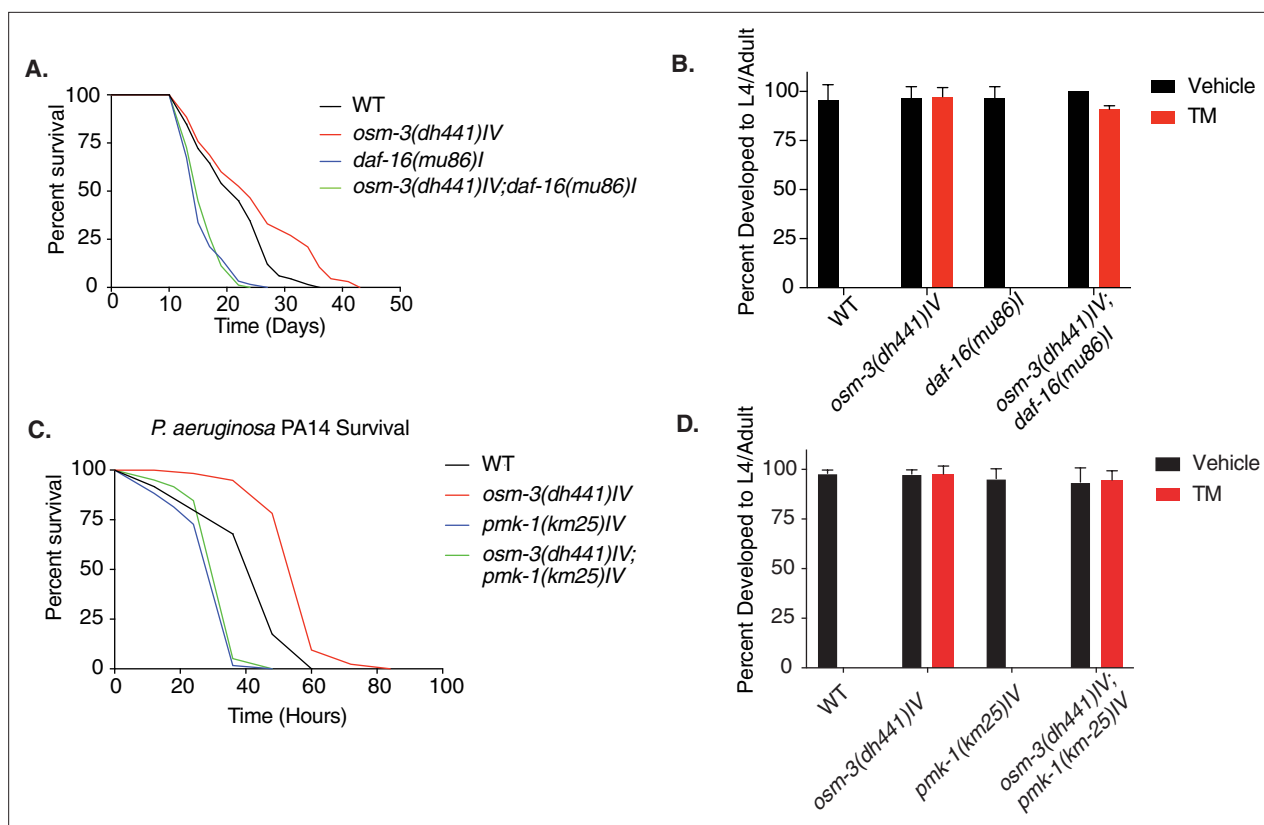 A.
Percent survival
100
75
50
25
0
0 10 20 30 40 50
Time (Days)
WT
osm-3(dh441)IV
daf-16(mu86)I
osm-3(dh441)IV;daf-16(mu86)I
B.
Percent Developed to L4/Adult
100
75
50
25
0
WT
osm-3(dh441)IV
daf-16(mu86)I
osm-3(dh441)IV;
daf-16(mu86)I
Vehicle
TM
C.
P. aeruginosa PA14 Survival
Percent survival
100
75
50
25
0
0 20 40 60 80 100
Time (Hours)
WT
osm-3(dh441)IV
pmk-1(km25)IV
osm-3(dh441)IV;
pmk-1(km25)IV
D.
Percent Developed to L4/Adult
100
75
50
25
0
WT
osm-3(dh441)IV
pmk-1(km25)IV
osm-3(dh441)IV;
pmk-1(km-25)IV
Vehicle
TM